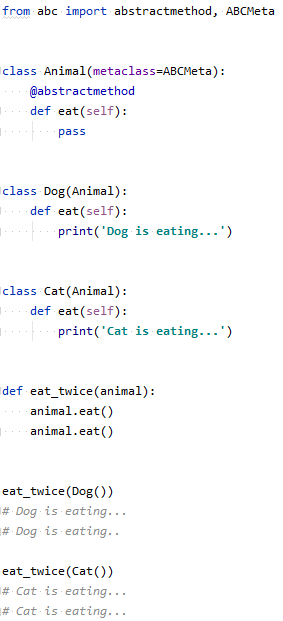 from abc import abstractmethod, ABCMeta
class Animal(metaclass=ABCMeta):
    @abstractmethod
    def eat(self):
        pass
class Dog(Animal):
    def eat(self):
        print('Dog is eating...')
class Cat(Animal):
    def eat(self):
        print('Cat is eating...')
def eat_twice(animal):
    animal.eat()
    animal.eat()
eat_twice(Dog())
# Dog is eating...
# Dog is eating..
eat_twice(Cat())
# Cat is eating...
# Cat is eating...